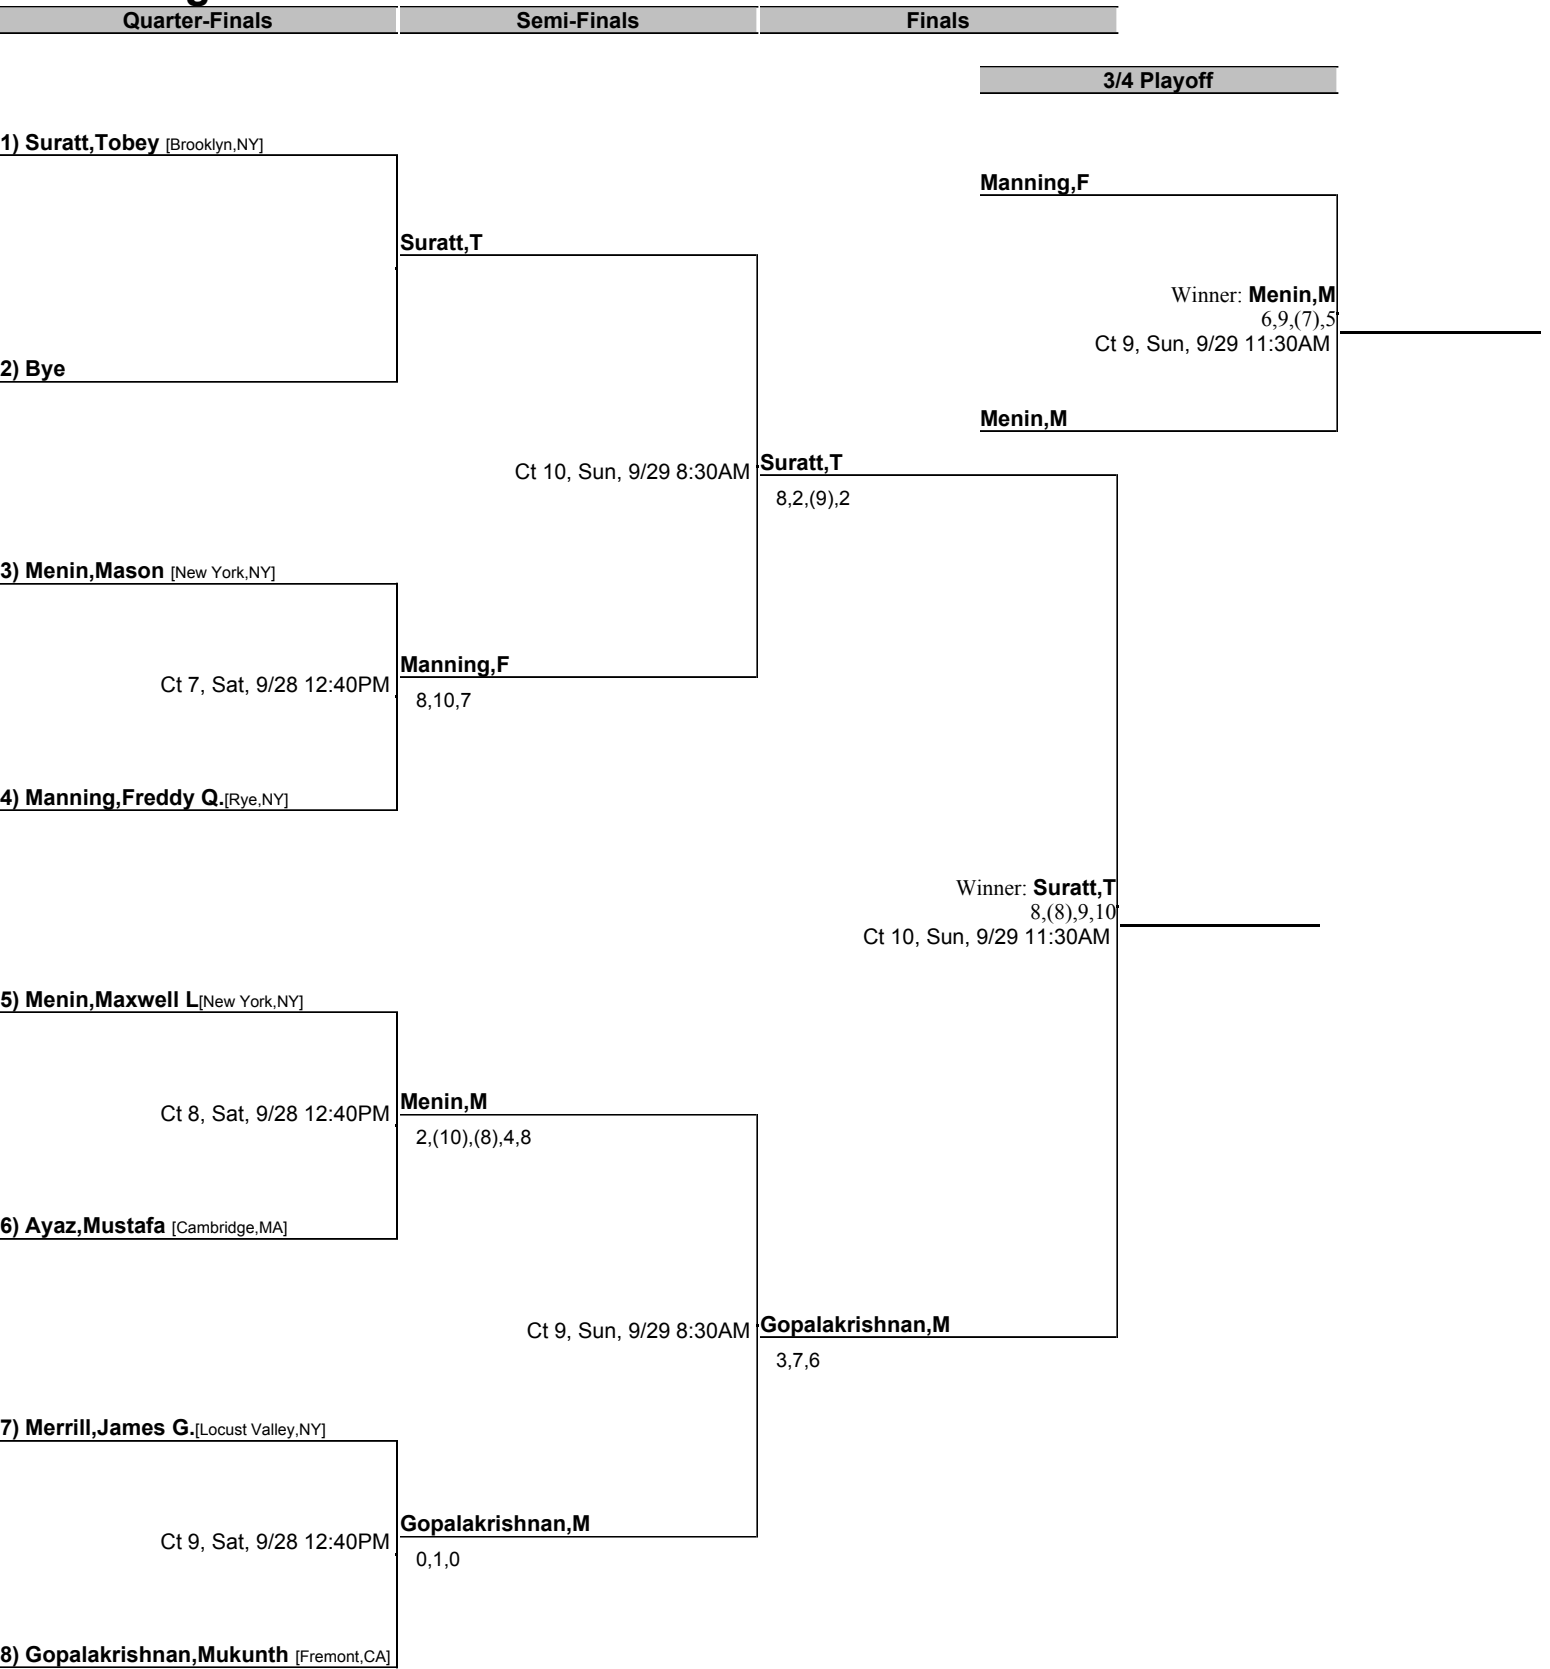 Quarter-Finals
Semi-Finals
Finals
3/4 Playoff
1) Suratt,Tobey [Brooklyn,NY]
Manning,F
Suratt,T
Winner: Menin,M
6,9,(7),5
Ct 9, Sun, 9/29 11:30AM
2) Bye
Menin,M
Ct 10, Sun, 9/29 8:30AM
Suratt,T
8,2,(9),2
3) Menin,Mason [New York,NY]
Ct 7, Sat, 9/28 12:40PM
Manning,F
8,10,7
4) Manning,Freddy Q.[Rye,NY]
Winner: Suratt,T
8,(8),9,10
Ct 10, Sun, 9/29 11:30AM
5) Menin,Maxwell L[New York,NY]
Ct 8, Sat, 9/28 12:40PM
Menin,M
2,(10),(8),4,8
6) Ayaz,Mustafa [Cambridge,MA]
Ct 9, Sun, 9/29 8:30AM
Gopalakrishnan,M
3,7,6
7) Merrill,James G.[Locust Valley,NY]
Ct 9, Sat, 9/28 12:40PM
Gopalakrishnan,M
0,1,0
8) Gopalakrishnan,Mukunth [Fremont,CA]